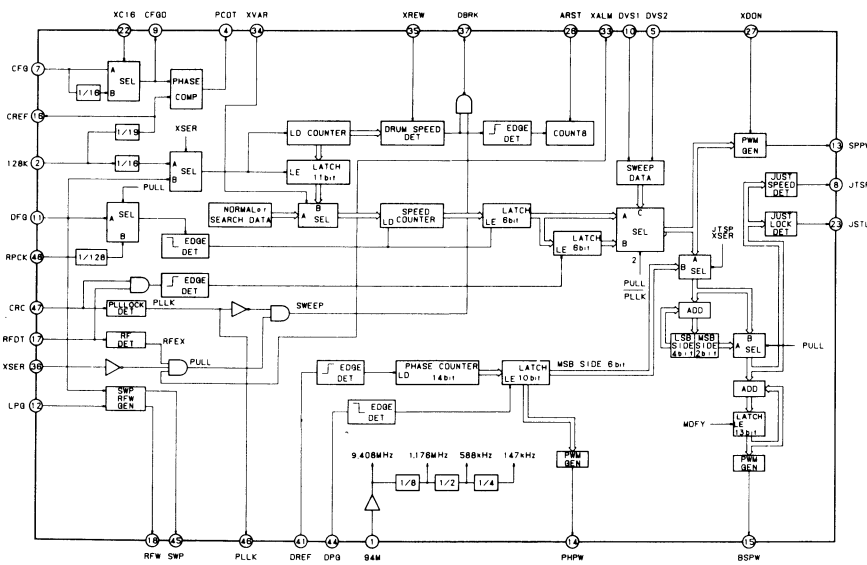 XC16 CFGD PCDT XVAR XREW DBRK ARST XALM DVS1 DVS2 XDON
22 9 4 34 35 37 28 33 10 5 27
CFG 7
A SEL B
1/16
PHASE COMP
CREF 16
1/19
XSER
LD COUNTER
DRUM SPEED DET
EDGE DET
COUNT8
PWM GEN
13 SPPW
128K 2
1/16
A SEL B
LE LATCH 11bit
SWEEP DATA
JUST SPEED DET
8 JTSP
PULL
DFG 11
A SEL B
NORMAL or SEARCH DATA
A B SEL
SPEED COUNTER LD
LATCH LE 6bit
A C SEL B
JUST LOCK DET
23 JSTL
EDGE DET
LATCH LE 6bit
JTSP XSER
RPCK 48
1/128
2
A B SEL
PULL
PLLK
EDGE DET
CRC 47
PLLLOCK DET
PLLK
SWEEP
ADD
RFDT 17
RF DET
RFEX
LSB SIDE 4bit
MSB SIDE 2bit
B SEL A
PULL
XSER 36
PULL
EDGE DET
PHASE COUNTER LD 14bit
LATCH LE 10bit
MSB SIDE 6bit
ADD
LPG 12
SWP RFW GEN
EDGE DET
MDFY
LATCH LE 13bit
9,408MHz 1,176MHz 588kHz 147kHz
1/8 1/2 1/4
PWM GEN
PWM GEN
18 45 46 41 44 1 14 15
RFW SWP PLLK DREF DPG 94M PHPW BSPW